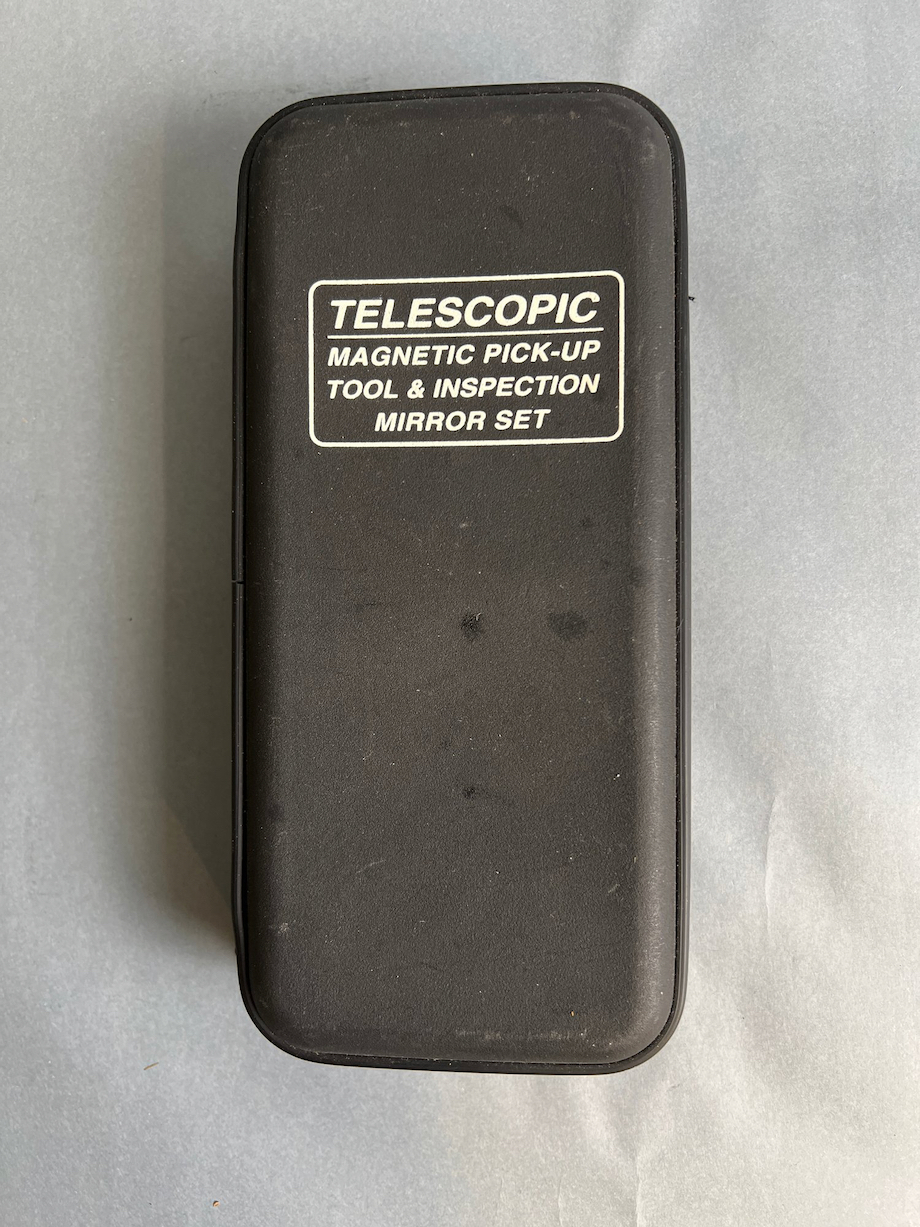 TELESCOPIC
MAGNETIC PICK-UP
TOOL & INSPECTION
MIRROR SET